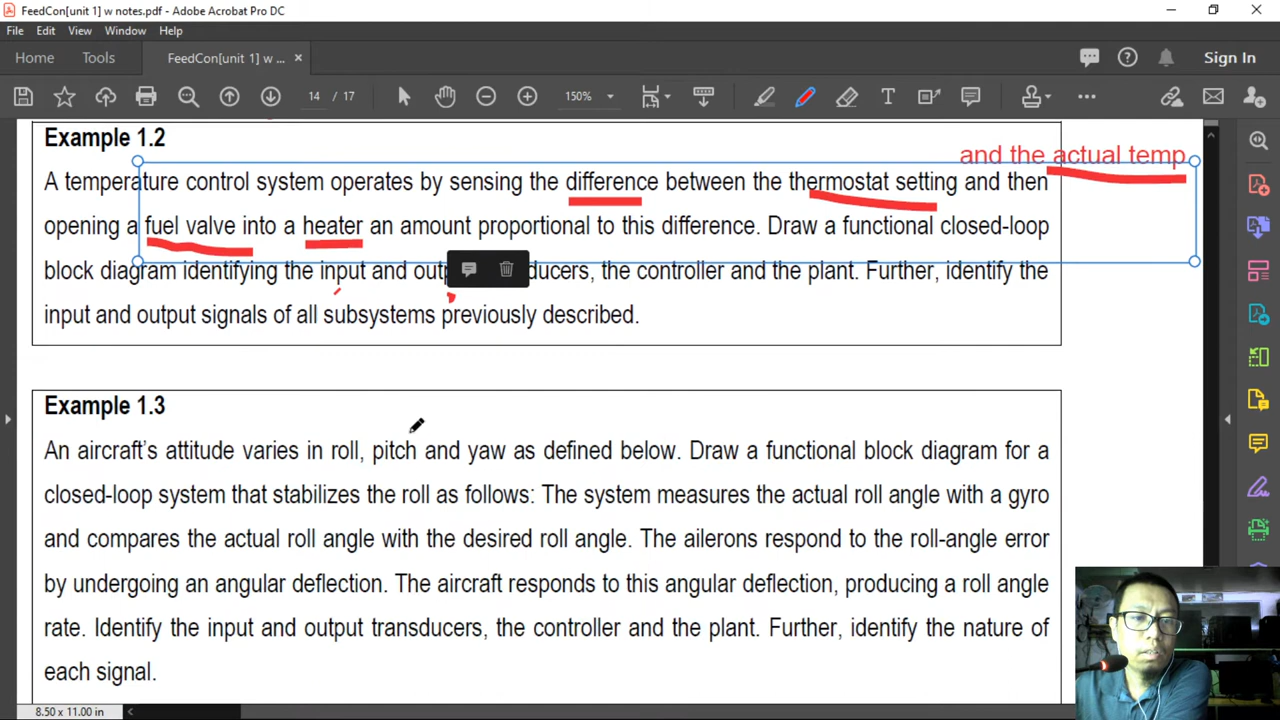 FeedCon[unit 1] w notes.pdf - Adobe Acrobat Pro DC
File Edit View Window Help
Home Tools FeedCon[unit 1] w ... × Sign In
14 / 17 150%
Example 1.2
and the actual temp
A temperature control system operates by sensing the difference between the thermostat setting and then
opening a fuel valve into a heater an amount proportional to this difference. Draw a functional closed-loop
block diagram identifying the input and outp ducers, the controller and the plant. Further, identify the
input and output signals of all subsystems previously described.
Example 1.3
An aircraft's attitude varies in roll, pitch and yaw as defined below. Draw a functional block diagram for a
closed-loop system that stabilizes the roll as follows: The system measures the actual roll angle with a gyro
and compares the actual roll angle with the desired roll angle. The ailerons respond to the roll-angle error
by undergoing an angular deflection. The aircraft responds to this angular deflection, producing a roll angle
rate. Identify the input and output transducers, the controller and the plant. Further, identify the nature of
each signal.
8.50 x 11.00 in